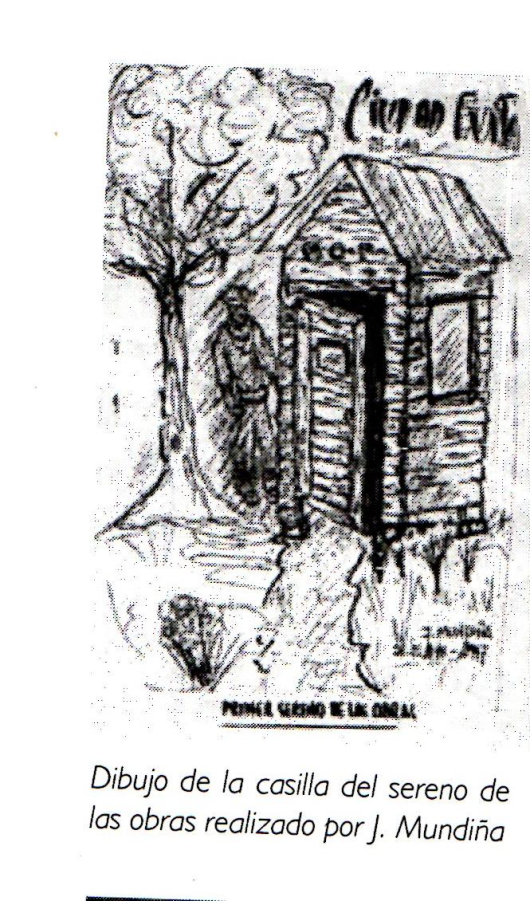 Ciudad Evita
M.O.P.
PRIMER SERENO DE LAS OBRAS
Dibujo de la casilla del sereno de
las obras realizado por J. Mundiña